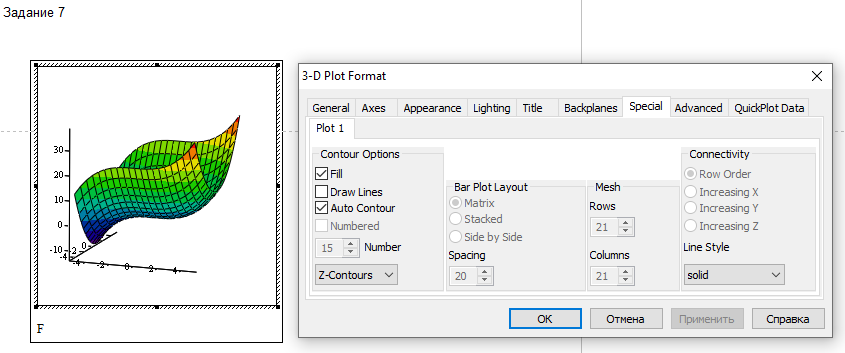 Задание 7
3-D Plot Format
General Axes Appearance Lighting Title Backplanes Special Advanced QuickPlot Data
Plot 1
Contour Options
Fill
Draw Lines
Auto Contour
Numbered
15 Number
Z-Contours
Bar Plot Layout
Matrix
Stacked
Side by Side
Spacing
20
Mesh
Rows
21
Columns
21
Connectivity
Row Order
Increasing X
Increasing Y
Increasing Z
Line Style
solid
OK Отмена Применить Справка
30
20
10
0
-10
-4 -2 0
-4 -2 0 2 4
F